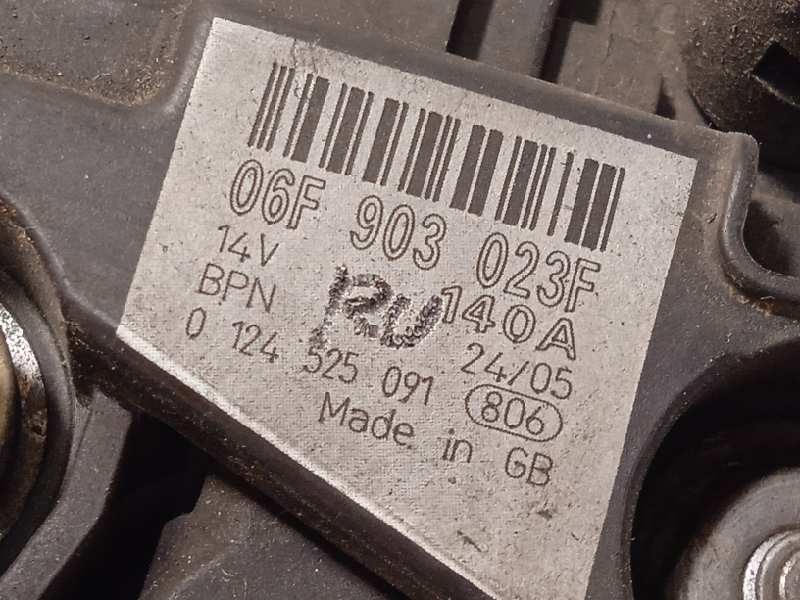 06F 903 023F
14V 140A
BPN 24/05
0 124 525 091 806
Made in GB
RU